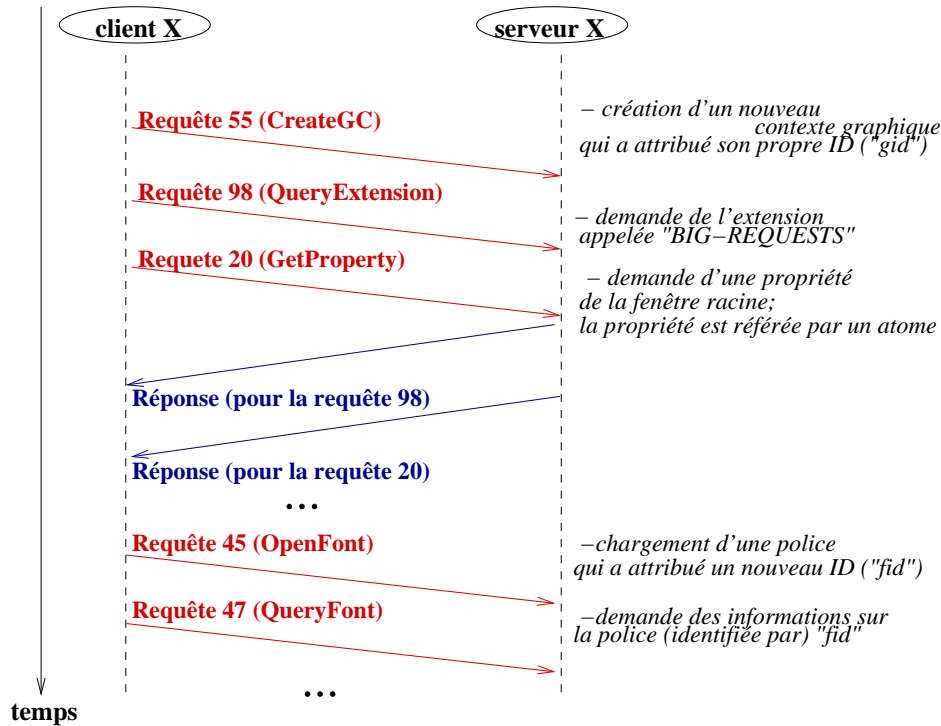 client X
serveur X
Requête 55 (CreateGC)
– création d'un nouveau
contexte graphique
qui a attribué son propre ID ("gid")
Requête 98 (QueryExtension)
– demande de l'extension
appelée "BIG–REQUESTS"
Requete 20 (GetProperty)
– demande d'une propriété
de la fenêtre racine;
la propriété est référée par un atome
Réponse (pour la requête 98)
Réponse (pour la requête 20)
...
Requête 45 (OpenFont)
–chargement d'une police
qui a attribué un nouveau ID ("fid")
Requête 47 (QueryFont)
–demande des informations sur
la police (identifiée par) "fid"
...
temps